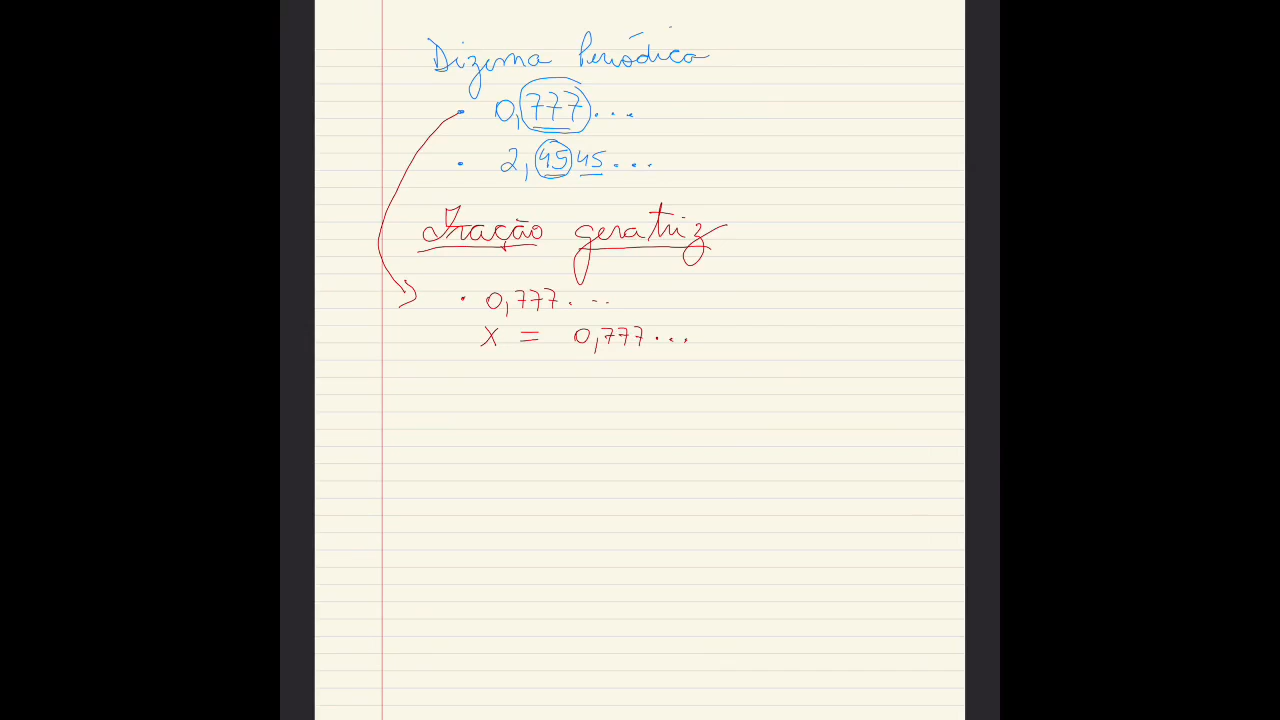 Dízima Periódica
• 0,777...
• 2,4545...
Fração geratriz
• 0,777...
x = 0,777...